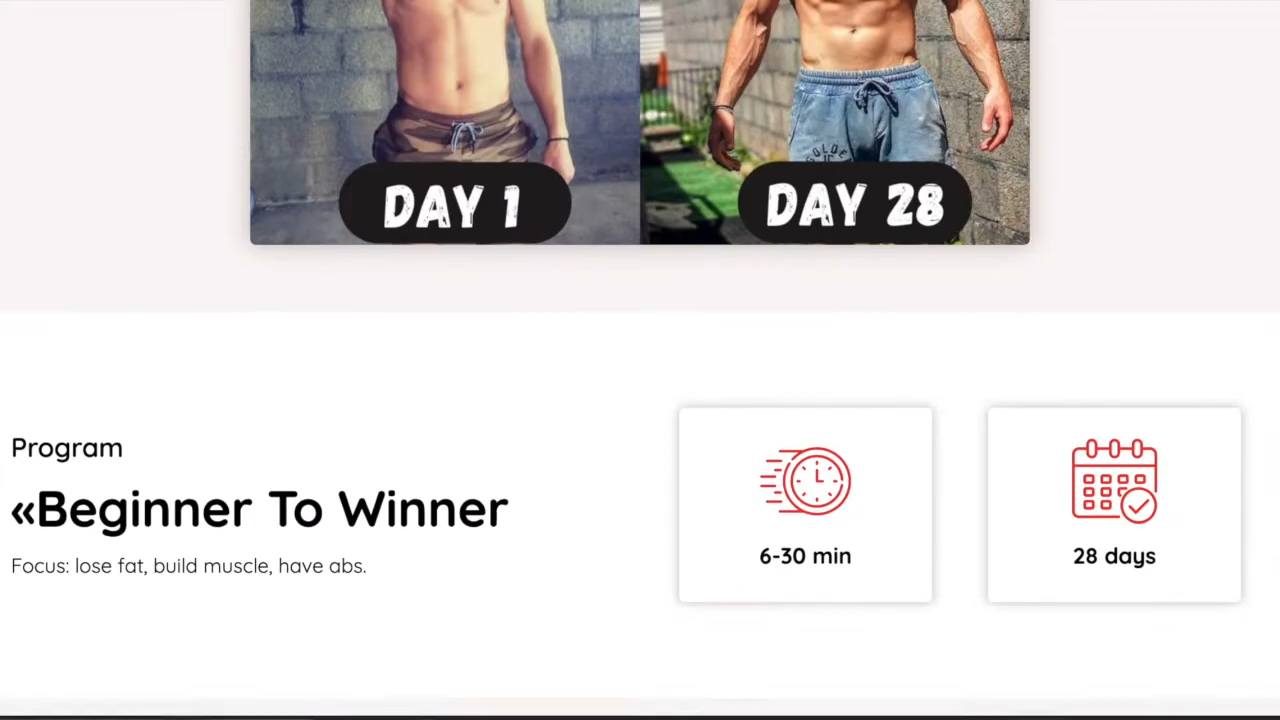 DAY 1
DAY 28
Program
«Beginner To Winner
Focus: lose fat, build muscle, have abs.
6-30 min
28 days